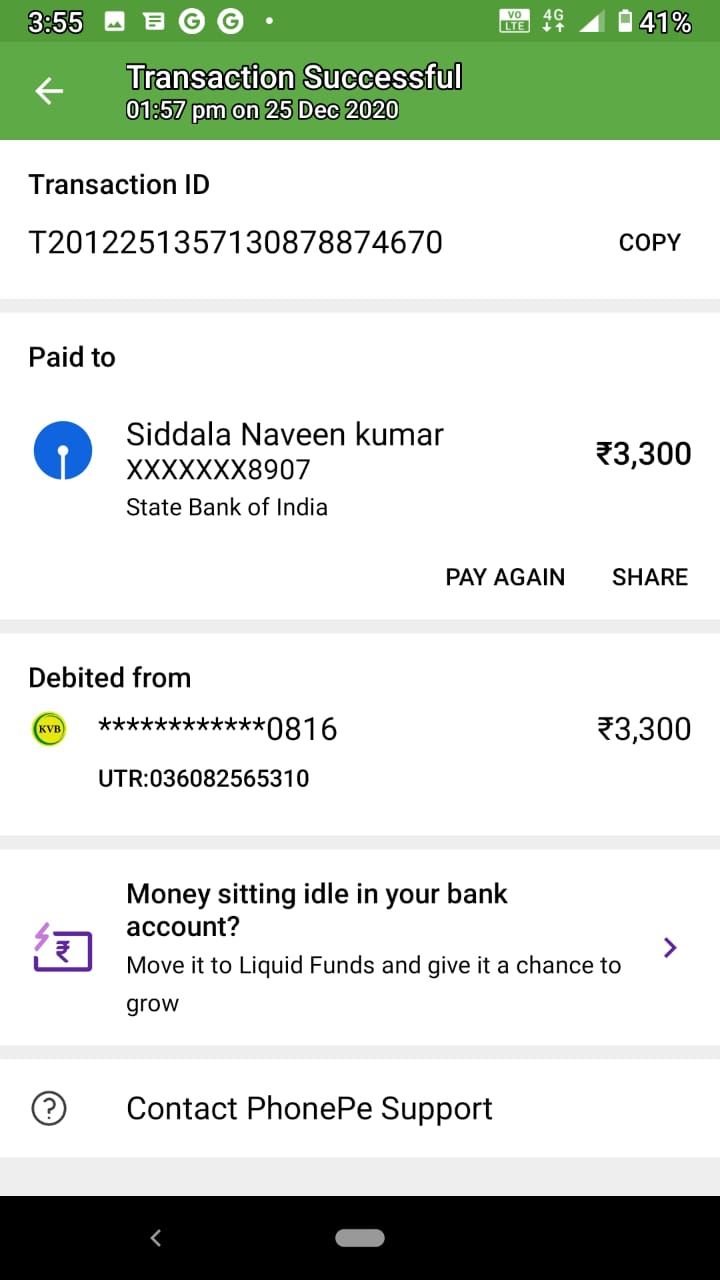 3:55 VO LTE 4G 41%
Transaction Successful
01:57 pm on 25 Dec 2020
Transaction ID
T2012251357130878874670 COPY
Paid to
Siddala Naveen kumar ₹3,300
XXXXXXX8907
State Bank of India
PAY AGAIN SHARE
Debited from
KVB ************0816 ₹3,300
UTR:036082565310
Money sitting idle in your bank
account?
Move it to Liquid Funds and give it a chance to
grow
Contact PhonePe Support